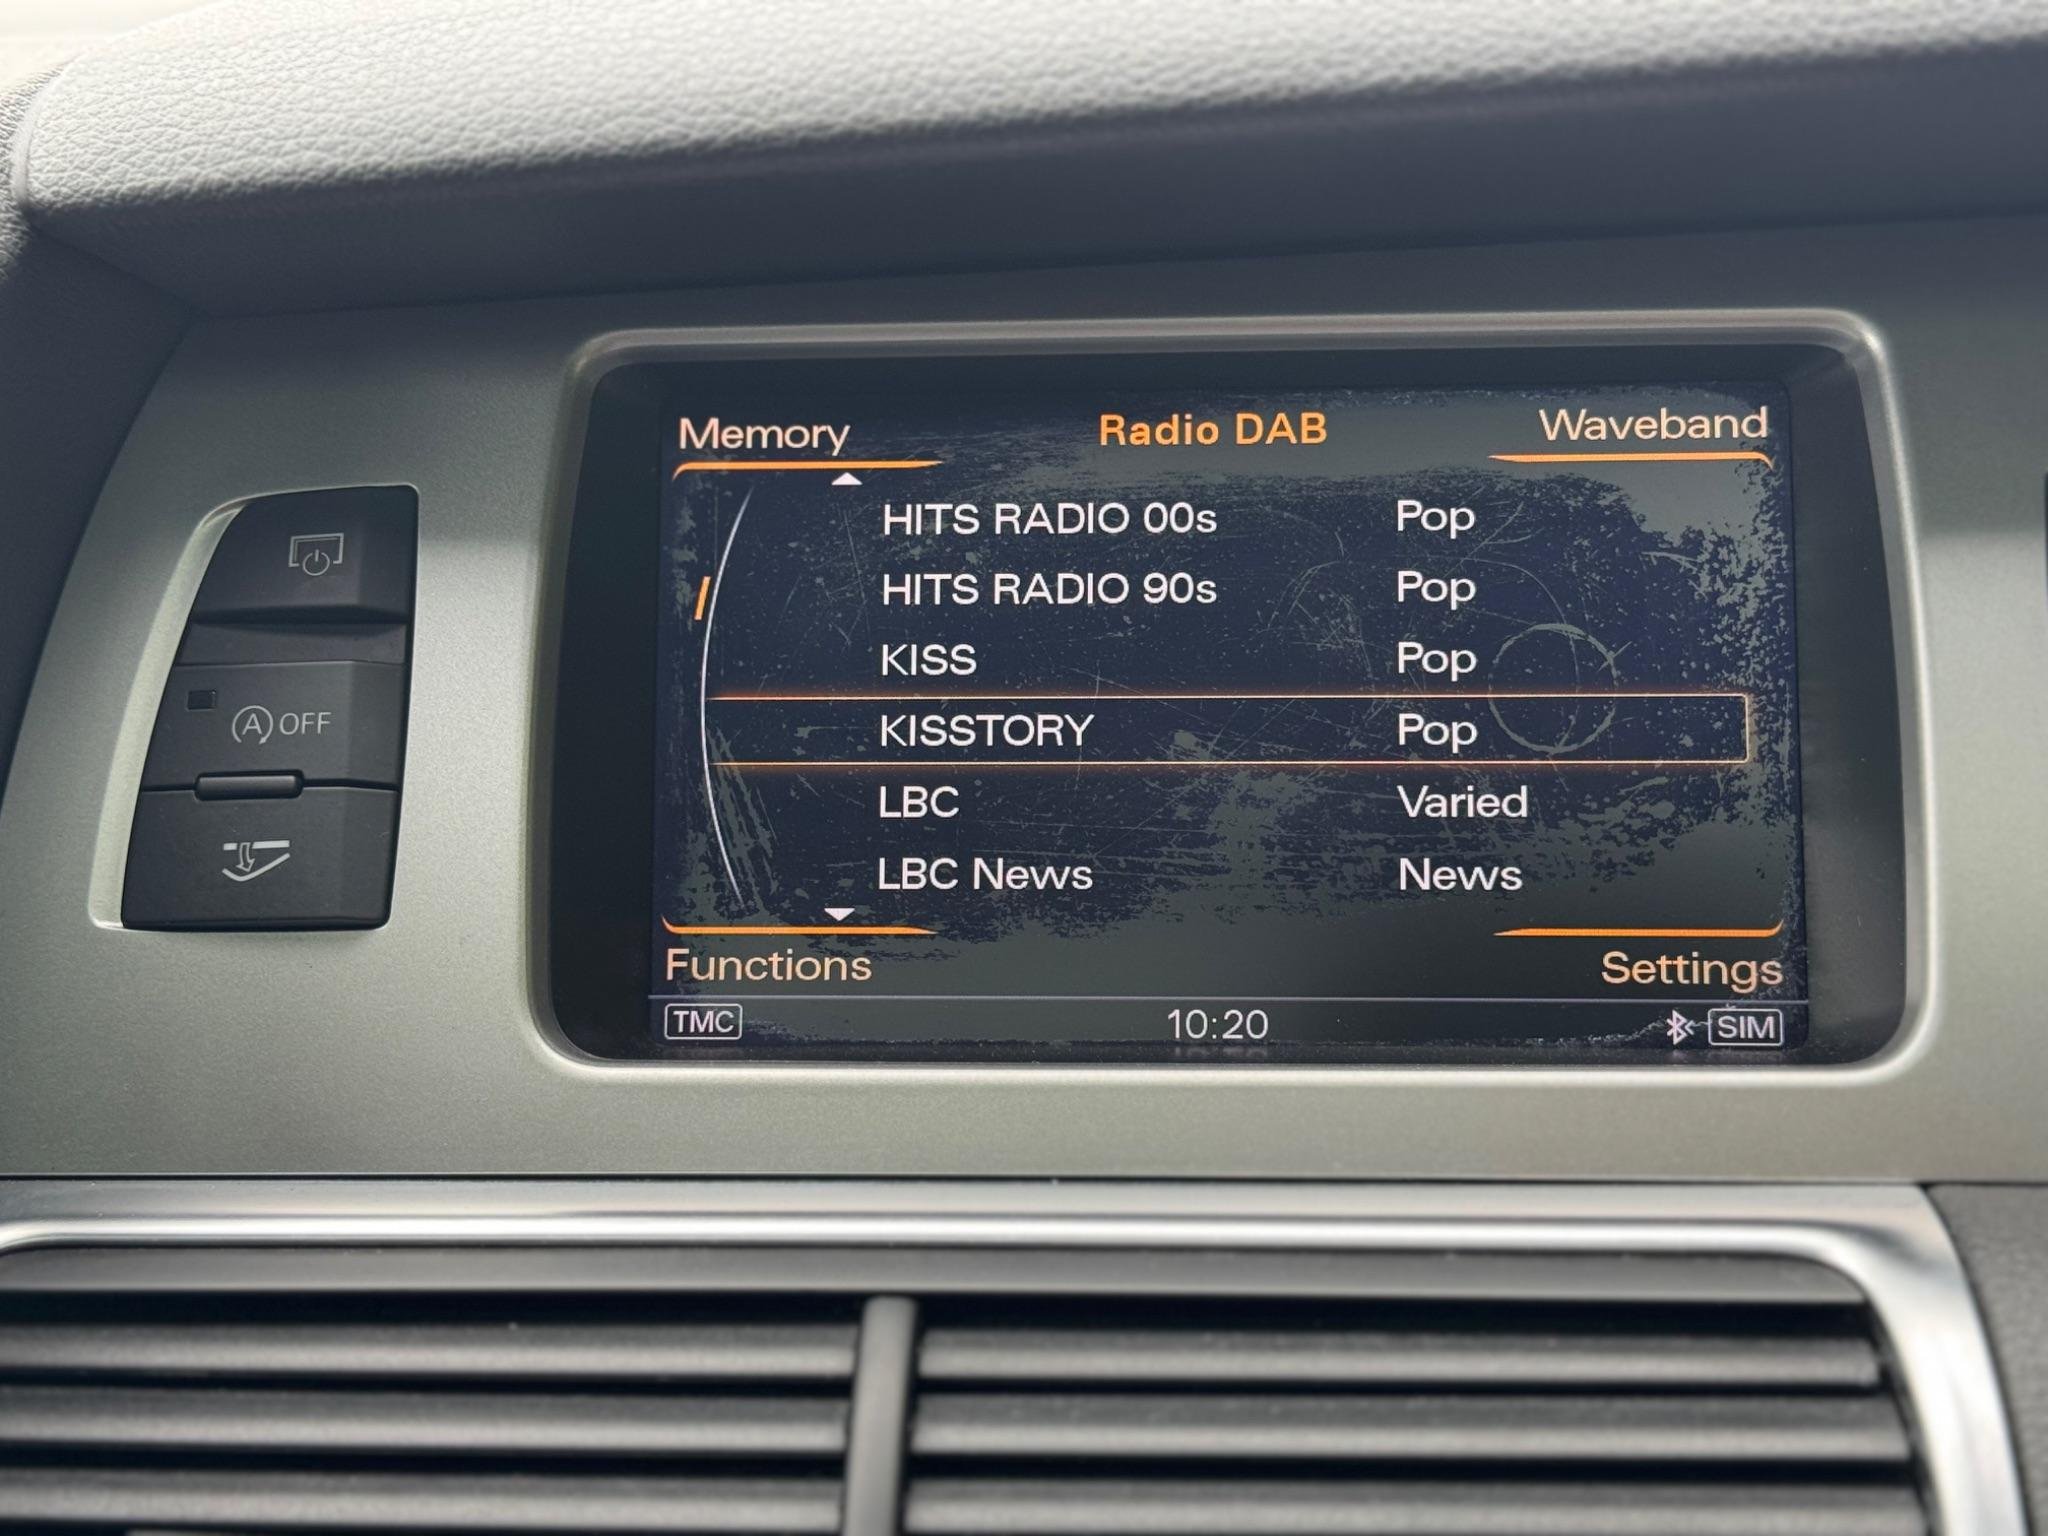 Memory Radio DAB Waveband
HITS RADIO 00s Pop
HITS RADIO 90s Pop
KISS Pop
KISSTORY Pop
LBC Varied
LBC News News
Functions Settings
TMC 10:20 SIM
A OFF